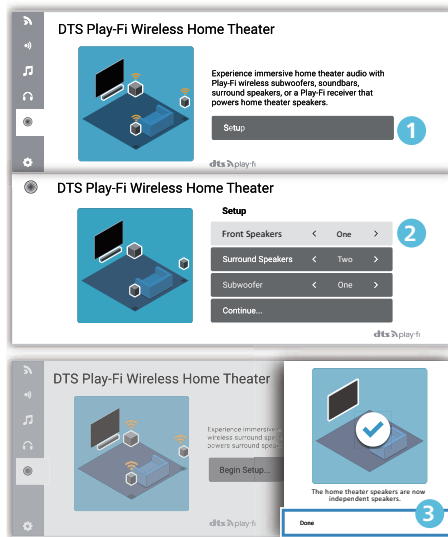 DTS Play-Fi Wireless Home Theater
Experience immersive home theater audio with
Play-Fi wireless subwoofers, soundbars,
surround speakers, or a Play-Fi receiver that
powers home theater speakers.
Setup
1
dts play-fi
DTS Play-Fi Wireless Home Theater
Setup
Front Speakers < One >
2
Surround Speakers < Two >
Subwoofer < One >
Continue...
dts play-fi
DTS Play-Fi Wireless Home Theater
Experience immersive
wireless surround spe
powers surround spea
Begin Setup...
dts play-fi
The home theater speakers are now
independent speakers.
3
Done